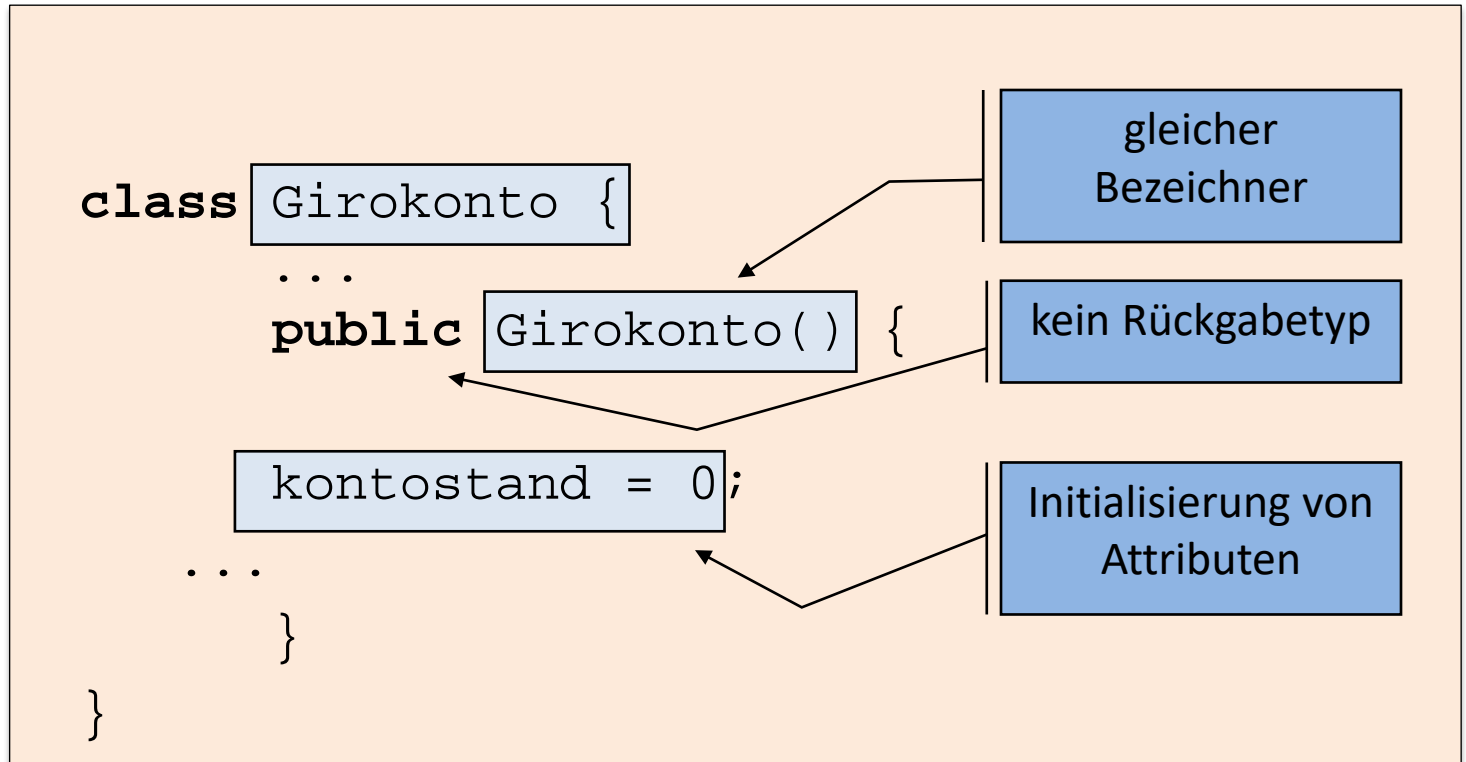 class Girokonto {
...
public Girokonto() {
kontostand = 0;
...
}
}
gleicher
Bezeichner
kein Rückgabetyp
Initialisierung von
Attributen